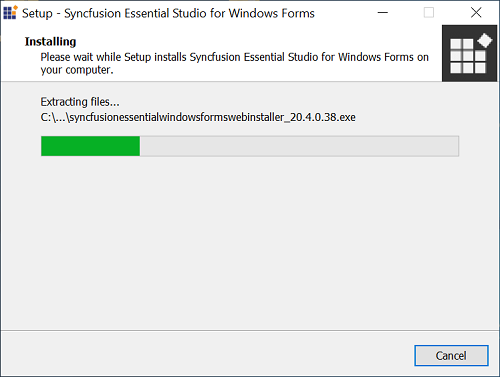 Setup - Syncfusion Essential Studio for Windows Forms
Installing
Please wait while Setup installs Syncfusion Essential Studio for Windows Forms on
your computer.
Extracting files...
C:\...\syncfusionessentialwindowsformswebinstaller_20.4.0.38.exe
Cancel